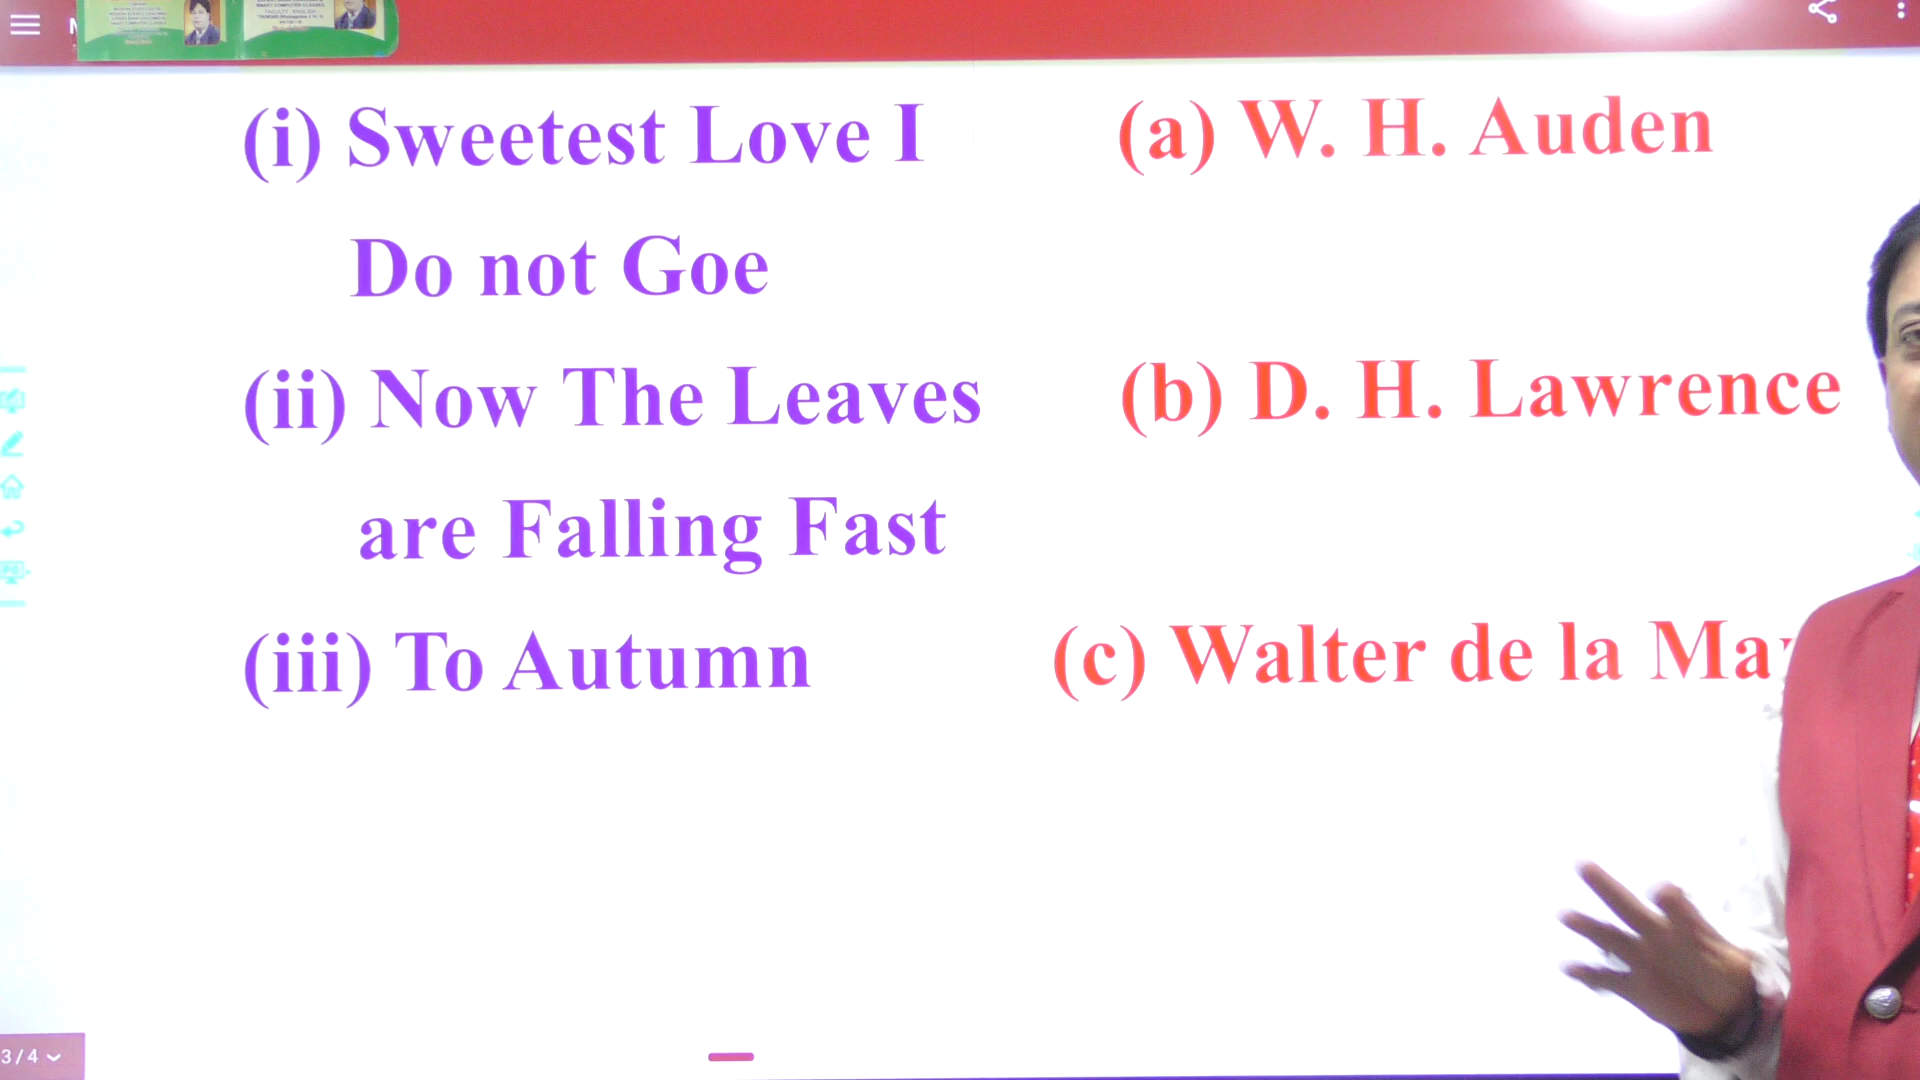 (i) Sweetest Love I (a) W. H. Auden
Do not Goe
(ii) Now The Leaves (b) D. H. Lawrence
are Falling Fast
(iii) To Autumn (c) Walter de la
3/4